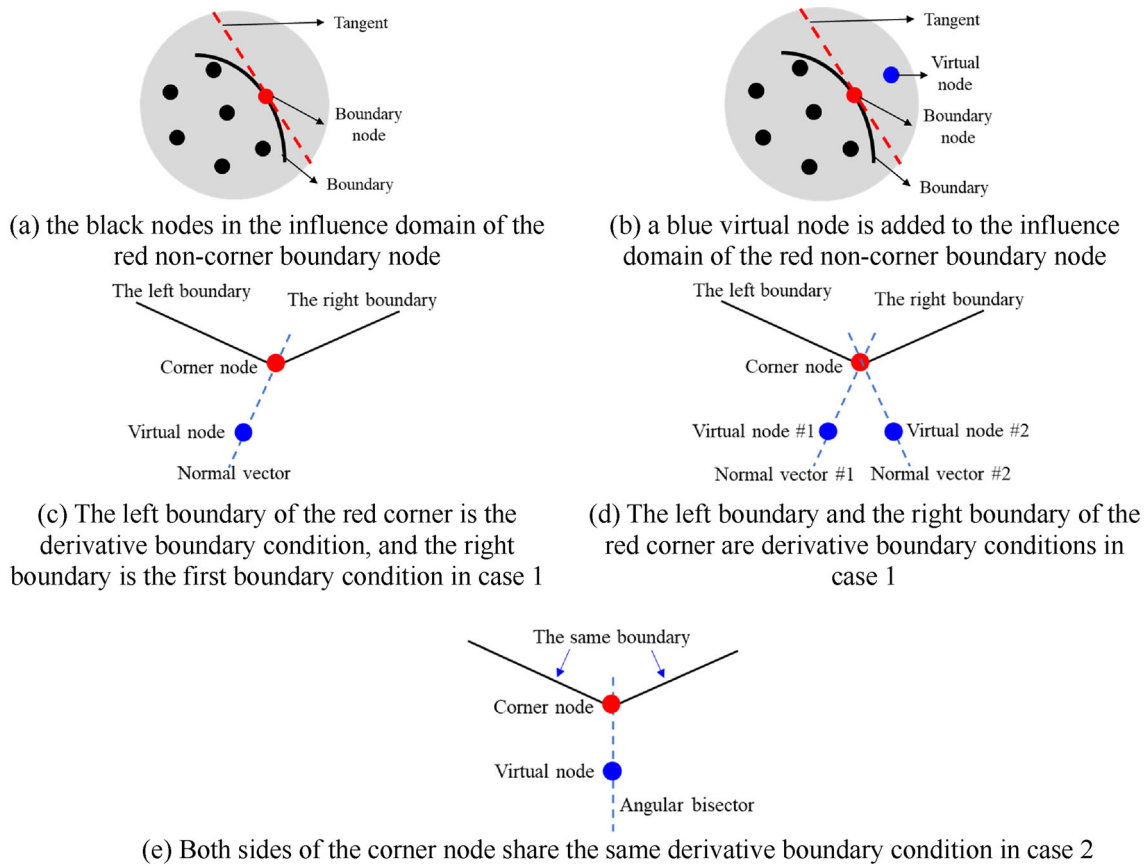 Tangent
Boundary
node
Boundary
(a) the black nodes in the influence domain of the
red non-corner boundary node
Tangent
Virtual
node
Boundary
node
Boundary
(b) a blue virtual node is added to the influence
domain of the red non-corner boundary node
The left boundary
The right boundary
Corner node
Virtual node
Normal vector
(c) The left boundary of the red corner is the
derivative boundary condition, and the right
boundary is the first boundary condition in case 1
The left boundary
The right boundary
Corner node
Virtual node #1
Virtual node #2
Normal vector #1
Normal vector #2
(d) The left boundary and the right boundary of the
red corner are derivative boundary conditions in
case 1
The same boundary
Corner node
Virtual node
Angular bisector
(e) Both sides of the corner node share the same derivative boundary condition in case 2